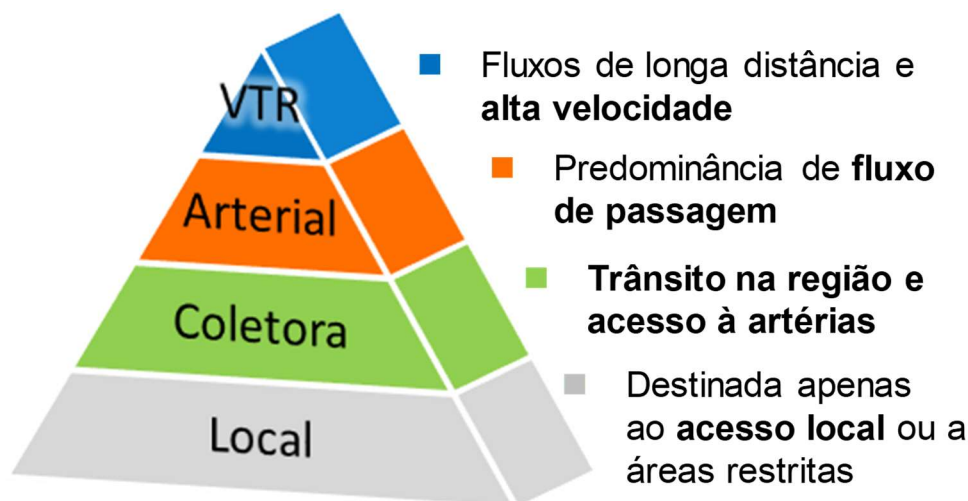 VTR
Fluxos de longa distância e
alta velocidade
Arterial
Predominância de fluxo
de passagem
Coletora
Trânsito na região e
acesso à artérias
Local
Destinada apenas
ao acesso local ou a
áreas restritas